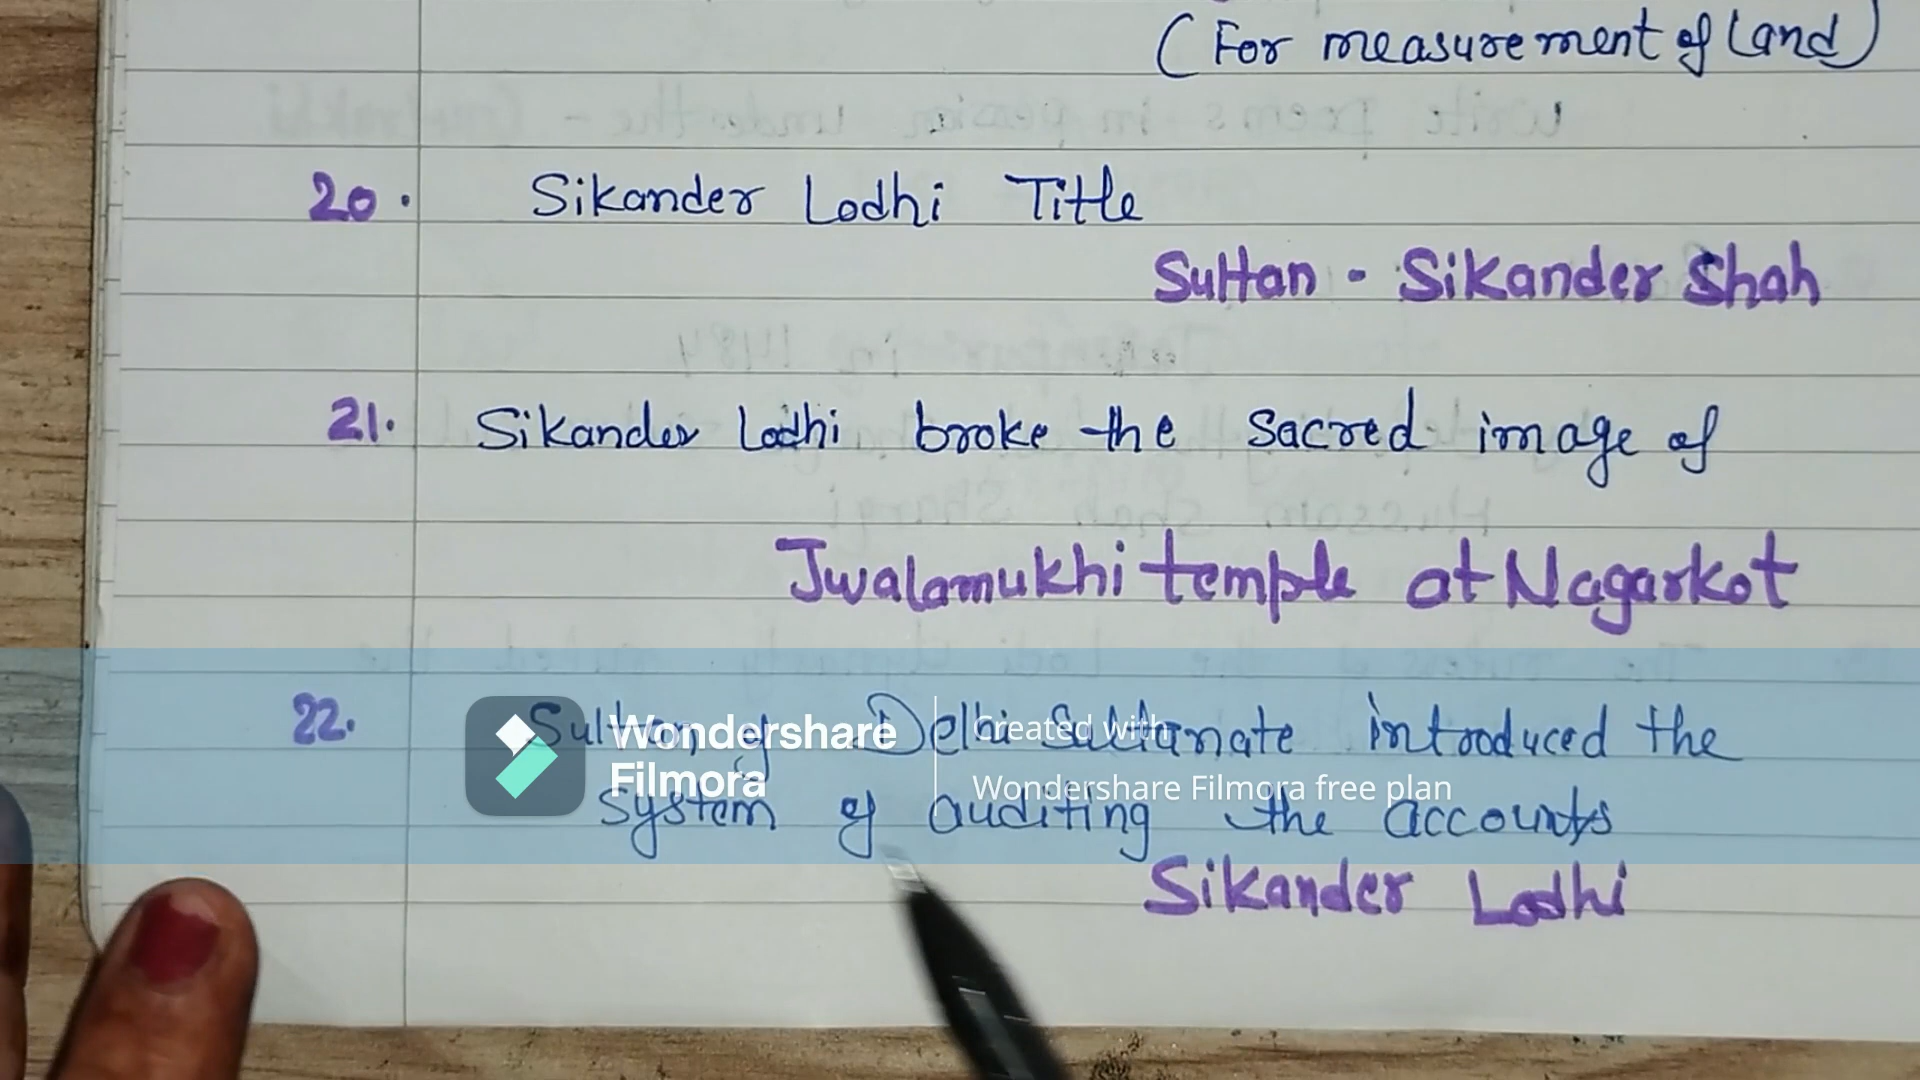 (For measurement of Land)
20. Sikander Lodhi Title
Sultan - Sikander Shah
21. Sikander Lodhi broke the Sacred image of
Jwalamukhi temple at Nagarkot
22. Sultan of Delhi Sultanate introduced the
system of auditing the accounts
Sikander Lodhi
Wondershare
Filmora
Created with
Wondershare Filmora free plan